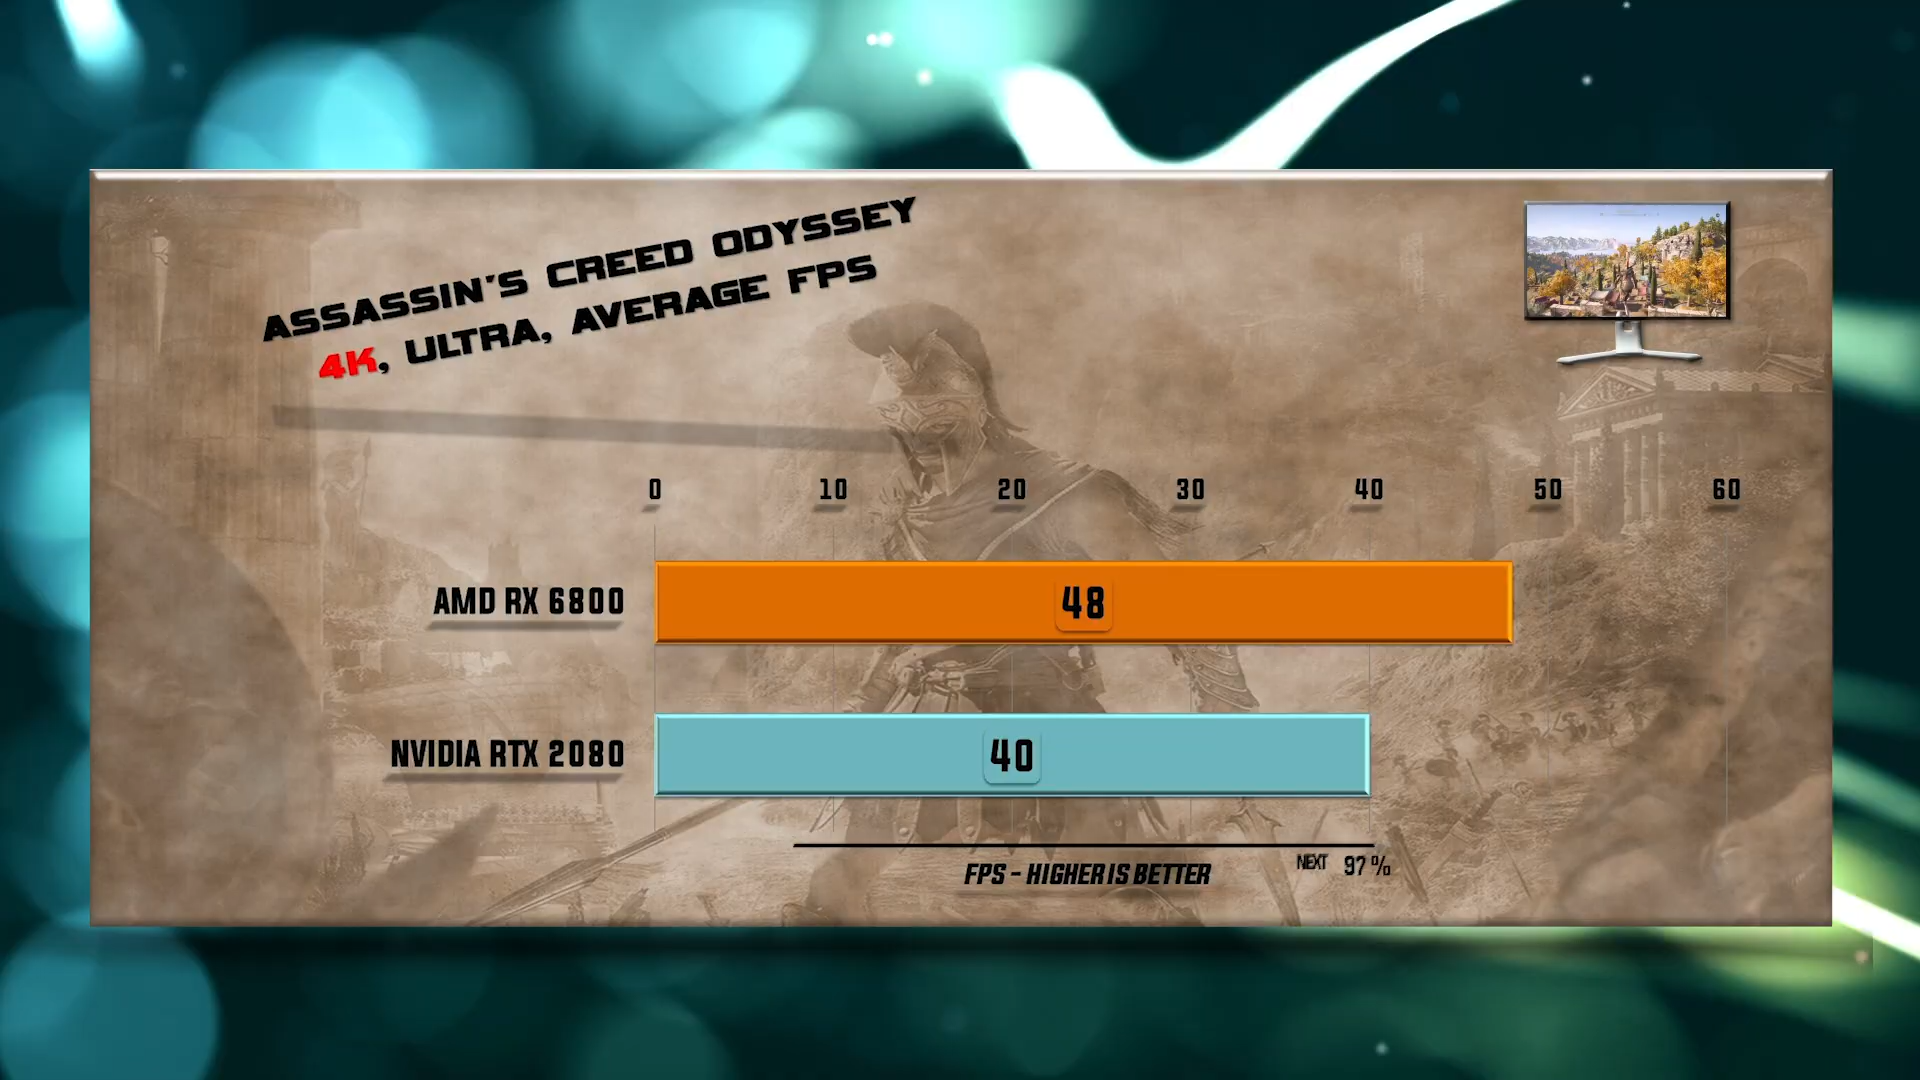 ASSASSIN'S CREED ODYSSEY
4K, ULTRA, AVERAGE FPS
0 10 20 30 40 50 60
AMD RX 6800 48
NVIDIA RTX 2080 40
FPS - HIGHER IS BETTER
NEXT 97 %